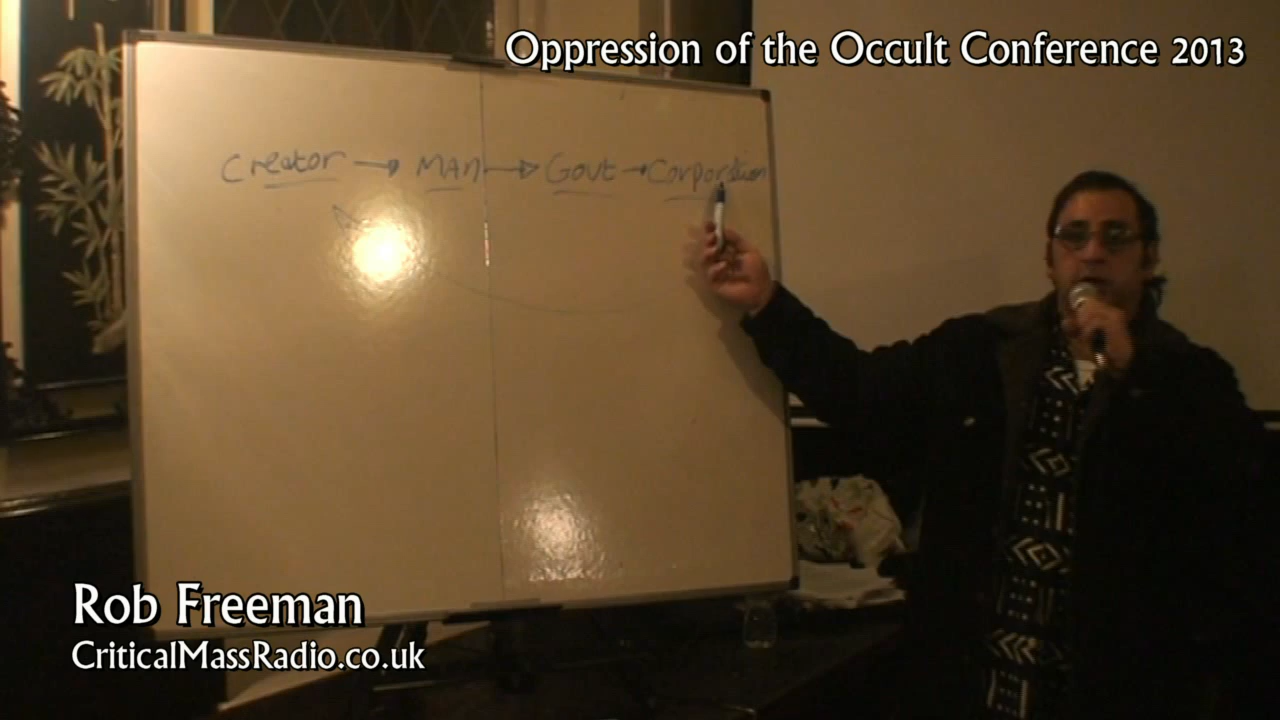 Oppression of the Occult Conference 2013
Creator → MAN → Govt → Corporation
Rob Freeman
CriticalMassRadio.co.uk